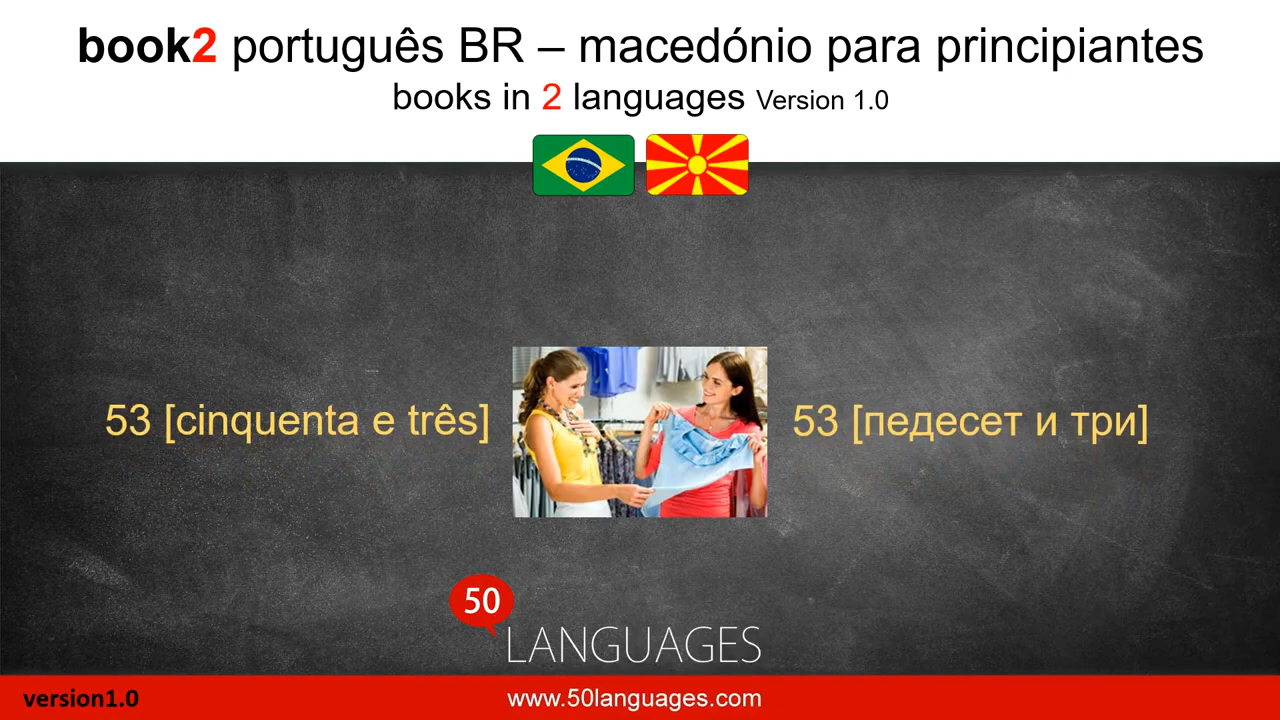 book2 português BR – macedónio para principiantes
books in 2 languages Version 1.0
53 [cinquenta e três]
53 [педесет и три]
50
LANGUAGES
version1.0
www.50languages.com